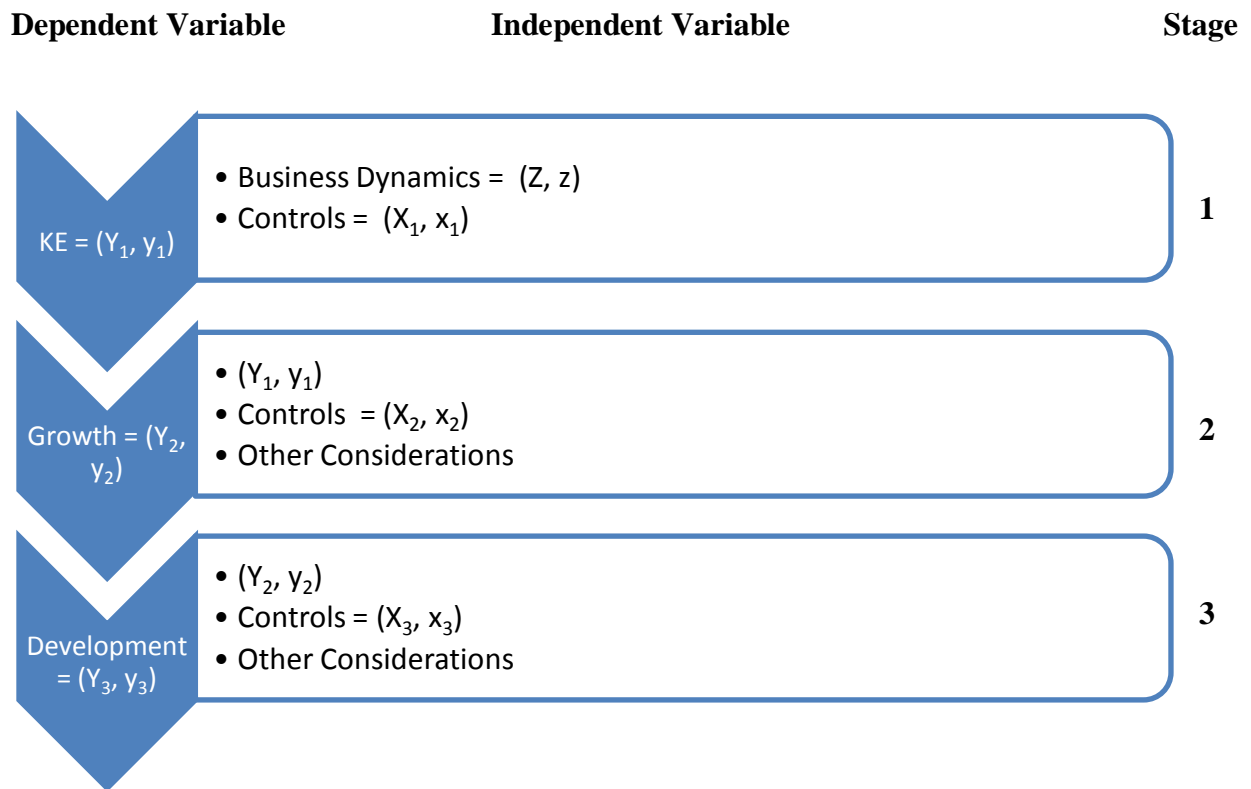 Dependent Variable Independent Variable Stage
KE = (Y₁, y₁)
• Business Dynamics = (Z, z)
• Controls = (X₁, x₁)
1
Growth = (Y₂,
y₂)
• (Y₁, y₁)
• Controls = (X₂, x₂)
• Other Considerations
2
Development
= (Y₃, y₃)
• (Y₂, y₂)
• Controls = (X₃, x₃)
• Other Considerations
3